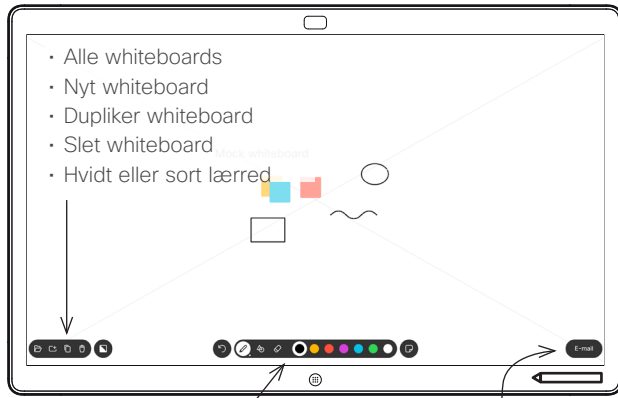 • Alle whiteboards
• Nyt whiteboard
• Dupliker whiteboard
• Slet whiteboard
Mock whiteboard
• Hvidt eller sort lærred
E-mail